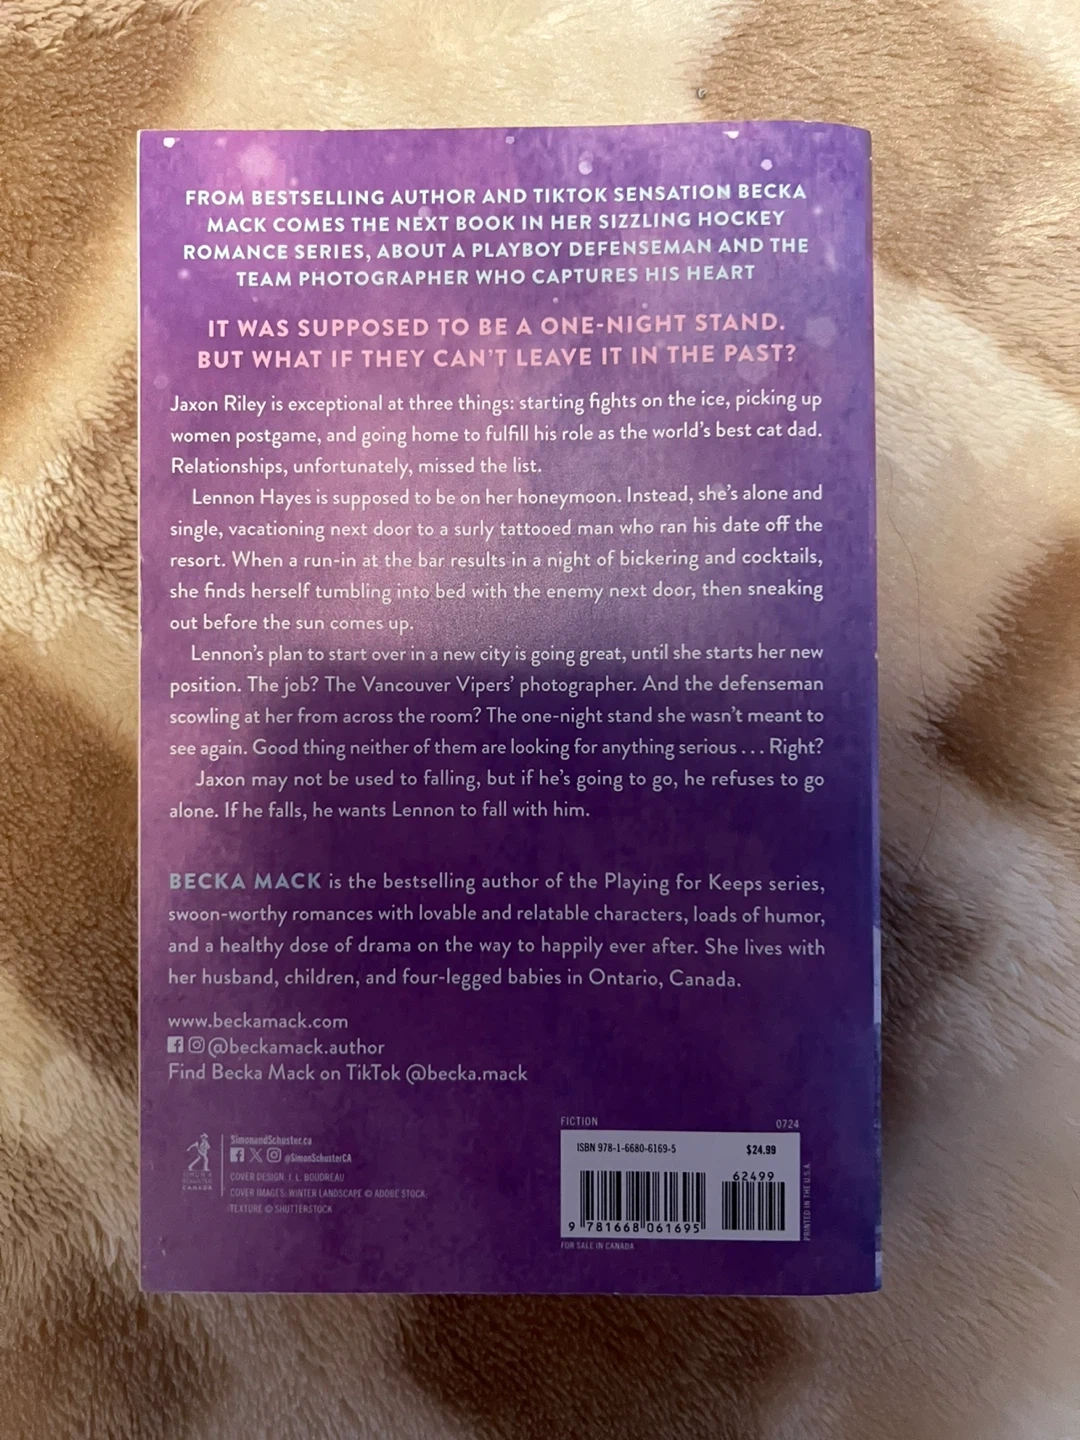 FROM BESTSELLING AUTHOR AND TIKTOK SENSATION BECKA
MACK COMES THE NEXT BOOK IN HER SIZZLING HOCKEY
ROMANCE SERIES, ABOUT A PLAYBOY DEFENSEMAN AND THE
TEAM PHOTOGRAPHER WHO CAPTURES HIS HEART
IT WAS SUPPOSED TO BE A ONE-NIGHT STAND.
BUT WHAT IF THEY CAN'T LEAVE IT IN THE PAST?
Jaxon Riley is exceptional at three things: starting fights on the ice, picking up
women postgame, and going home to fulfill his role as the world's best cat dad.
Relationships, unfortunately, missed the list.
Lennon Hayes is supposed to be on her honeymoon. Instead, she's alone and
single, vacationing next door to a surly tattooed man who ran his date off the
resort. When a run-in at the bar results in a night of bickering and cocktails,
she finds herself tumbling into bed with the enemy next door, then sneaking
out before the sun comes up.
Lennon's plan to start over in a new city is going great, until she starts her new
position. The job? The Vancouver Vipers' photographer. And the defenseman
scowling at her from across the room? The one-night stand she wasn't meant to
see again. Good thing neither of them are looking for anything serious ... Right?
Jaxon may not be used to falling, but if he's going to go, he refuses to go
alone. If he falls, he wants Lennon to fall with him.
BECKA MACK is the bestselling author of the Playing for Keeps series,
swoon-worthy romances with lovable and relatable characters, loads of humor,
and a healthy dose of drama on the way to happily ever after. She lives with
her husband, children, and four-legged babies in Ontario, Canada.
www.beckamack.com
@beckamack.author
Find Becka Mack on TikTok @becka.mack
SIMON &
SCHUSTER
CANADA
SimonandSchuster.ca
@SimonSchusterCA
COVER DESIGN: J. L. BOUDREAU
COVER IMAGES: WINTER LANDSCAPE © ADOBE STOCK;
TEXTURE © SHUTTERSTOCK
FICTION 0724
ISBN 978-1-6680-6169-5 $24.99
62499
9 781668 061695
FOR SALE IN CANADA
PRINTED IN THE U.S.A.